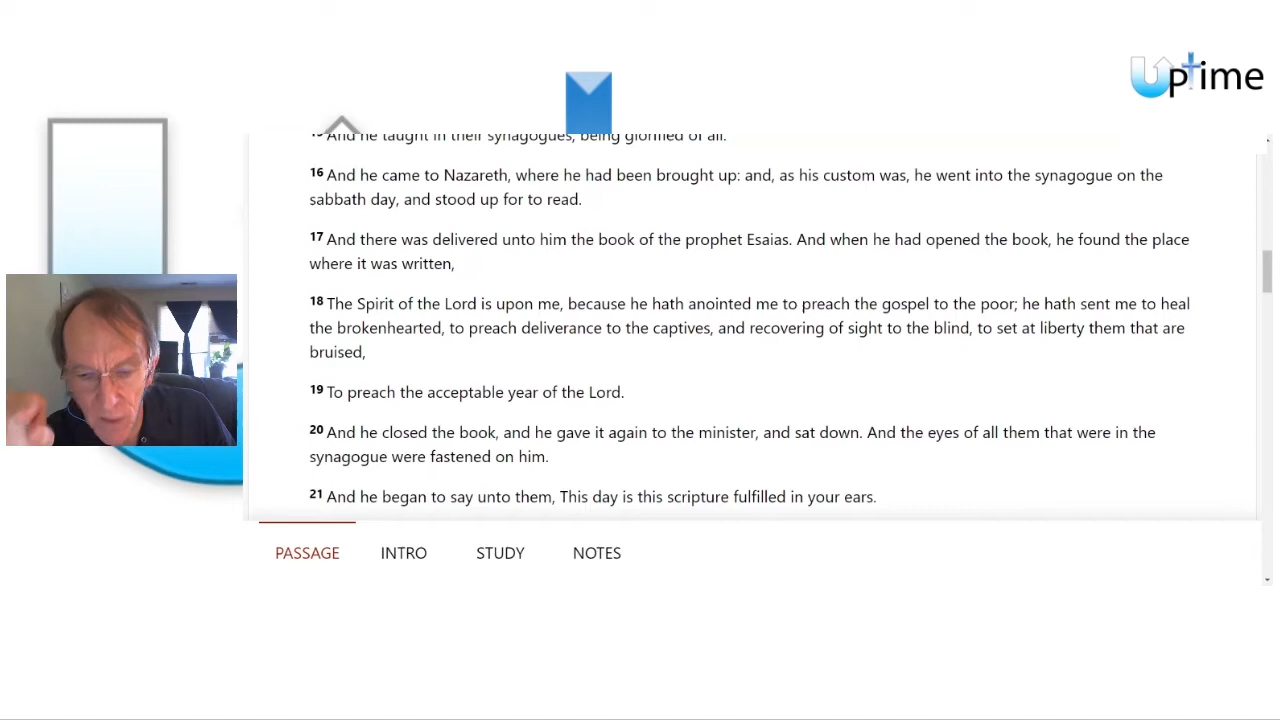 Uptime
15 And he taught in their synagogues, being glorified of all.
16 And he came to Nazareth, where he had been brought up: and, as his custom was, he went into the synagogue on the
sabbath day, and stood up for to read.
17 And there was delivered unto him the book of the prophet Esaias. And when he had opened the book, he found the place
where it was written,
18 The Spirit of the Lord is upon me, because he hath anointed me to preach the gospel to the poor; he hath sent me to heal
the brokenhearted, to preach deliverance to the captives, and recovering of sight to the blind, to set at liberty them that are
bruised,
19 To preach the acceptable year of the Lord.
20 And he closed the book, and he gave it again to the minister, and sat down. And the eyes of all them that were in the
synagogue were fastened on him.
21 And he began to say unto them, This day is this scripture fulfilled in your ears.
PASSAGE INTRO STUDY NOTES